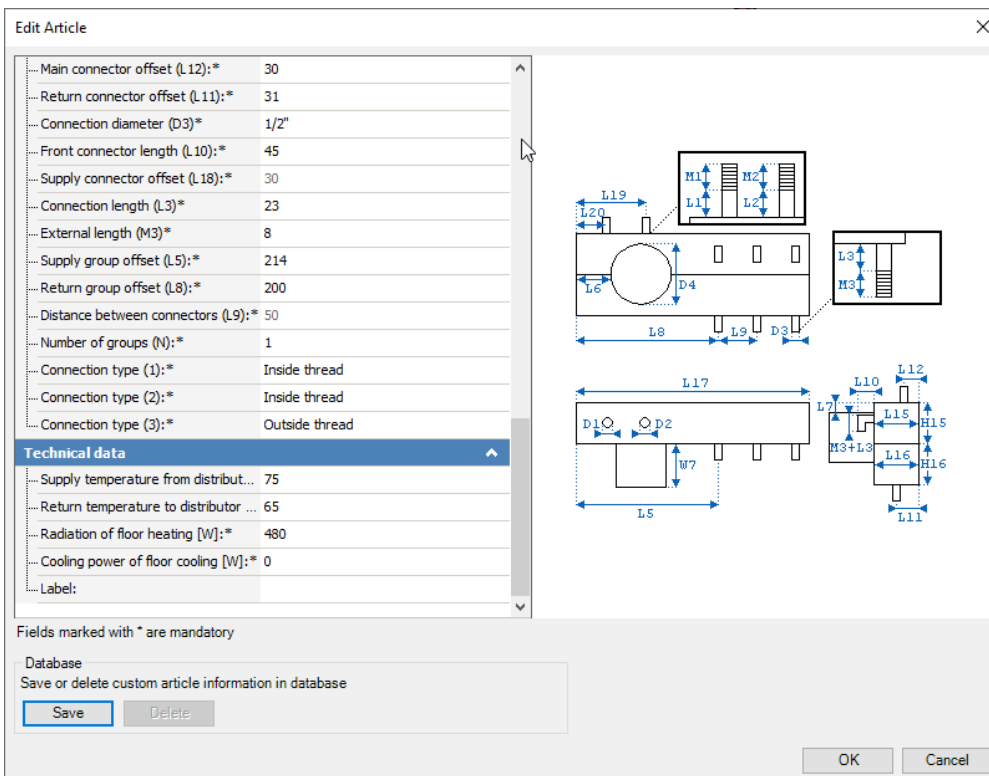 Edit Article
Main connector offset (L12):* 30
Return connector offset (L11):* 31
Connection diameter (D3)* 1/2"
Front connector length (L10):* 45
Supply connector offset (L18):* 30
Connection length (L3)* 23
External length (M3)* 8
Supply group offset (L5):* 214
Return group offset (L8):* 200
Distance between connectors (L9):* 50
Number of groups (N):* 1
Connection type (1):* Inside thread
Connection type (2):* Inside thread
Connection type (3):* Outside thread
Technical data
Supply temperature from distribut... 75
Return temperature to distributor ... 65
Radiation of floor heating [W]:* 480
Cooling power of floor cooling [W]:* 0
Label:
Fields marked with * are mandatory
Database
Save or delete custom article information in database
Save Delete
OK Cancel
M1 M2
L19
L1 L2
L20
L3
L6 D4 M3
L8 L9 D3
L17 L12
L10
L7 L15
D1 D2 H15
M3+L3
W7 L16 H16
L5 L11